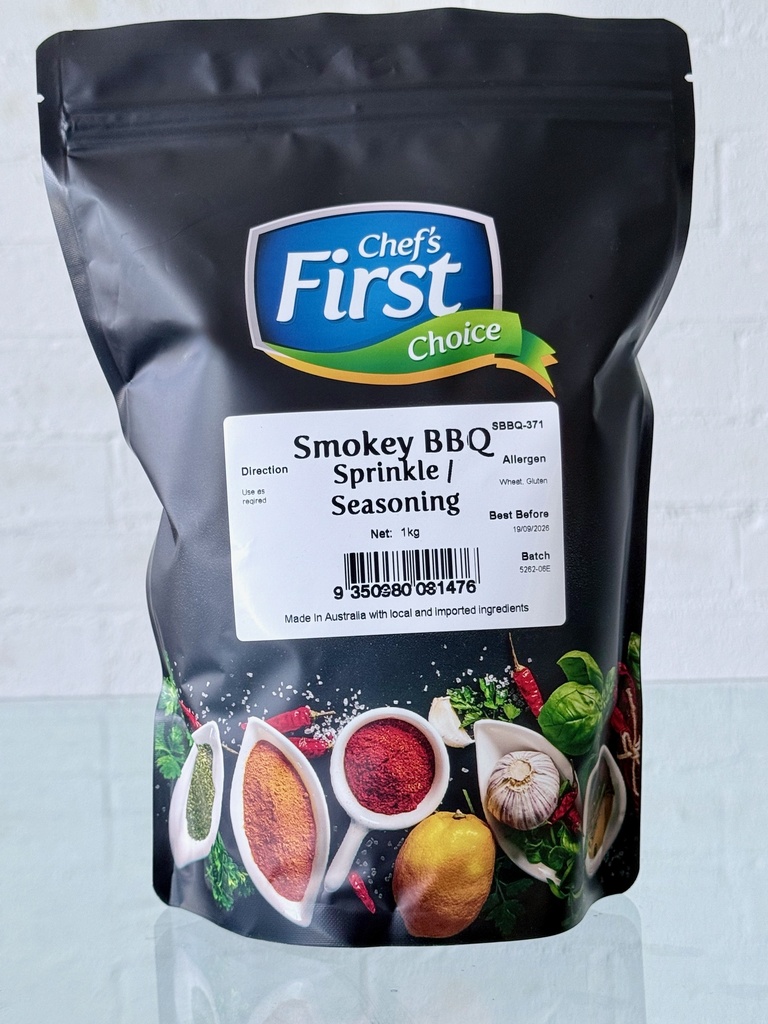 Chef's
First
Choice
SBBQ-371
Smokey BBQ
Sprinkle /
Seasoning
Direction
Use as
reqired
Allergen
Wheat, Gluten
Net: 1kg
Best Before
19/09/2026
Batch
5262-06E
9 350980 081476
Made in Australia with local and imported ingredients